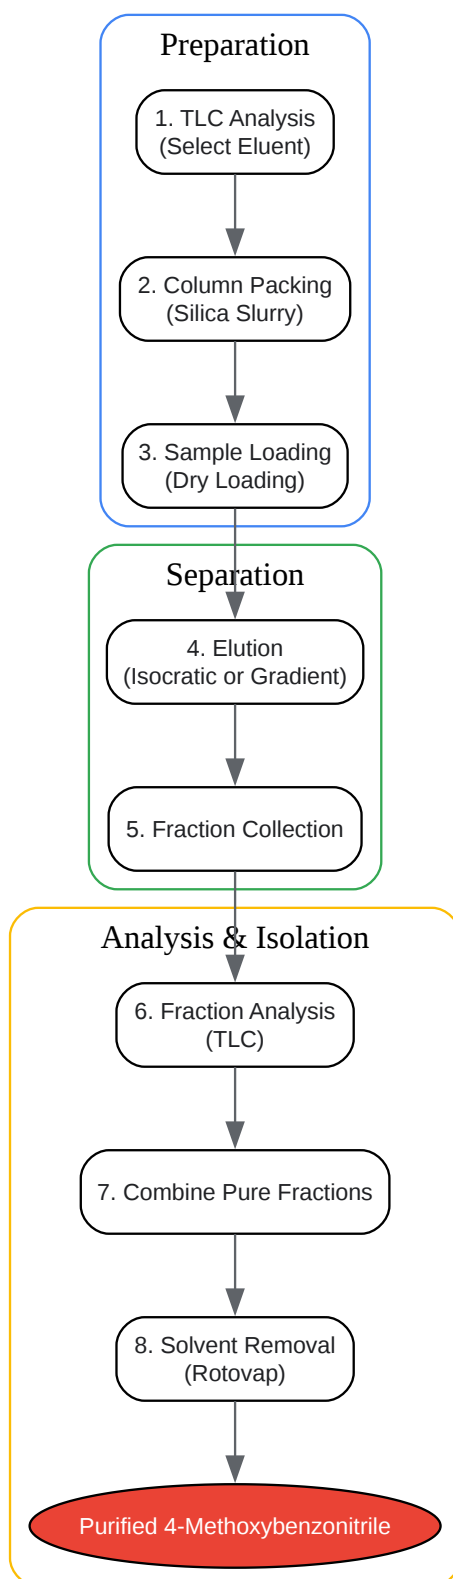 Preparation
1. TLC Analysis
(Select Eluent)
2. Column Packing
(Silica Slurry)
3. Sample Loading
(Dry Loading)
Separation
4. Elution
(Isocratic or Gradient)
5. Fraction Collection
Analysis & Isolation
6. Fraction Analysis
(TLC)
7. Combine Pure Fractions
8. Solvent Removal
(Rotovap)
Purified 4-Methoxybenzonitrile